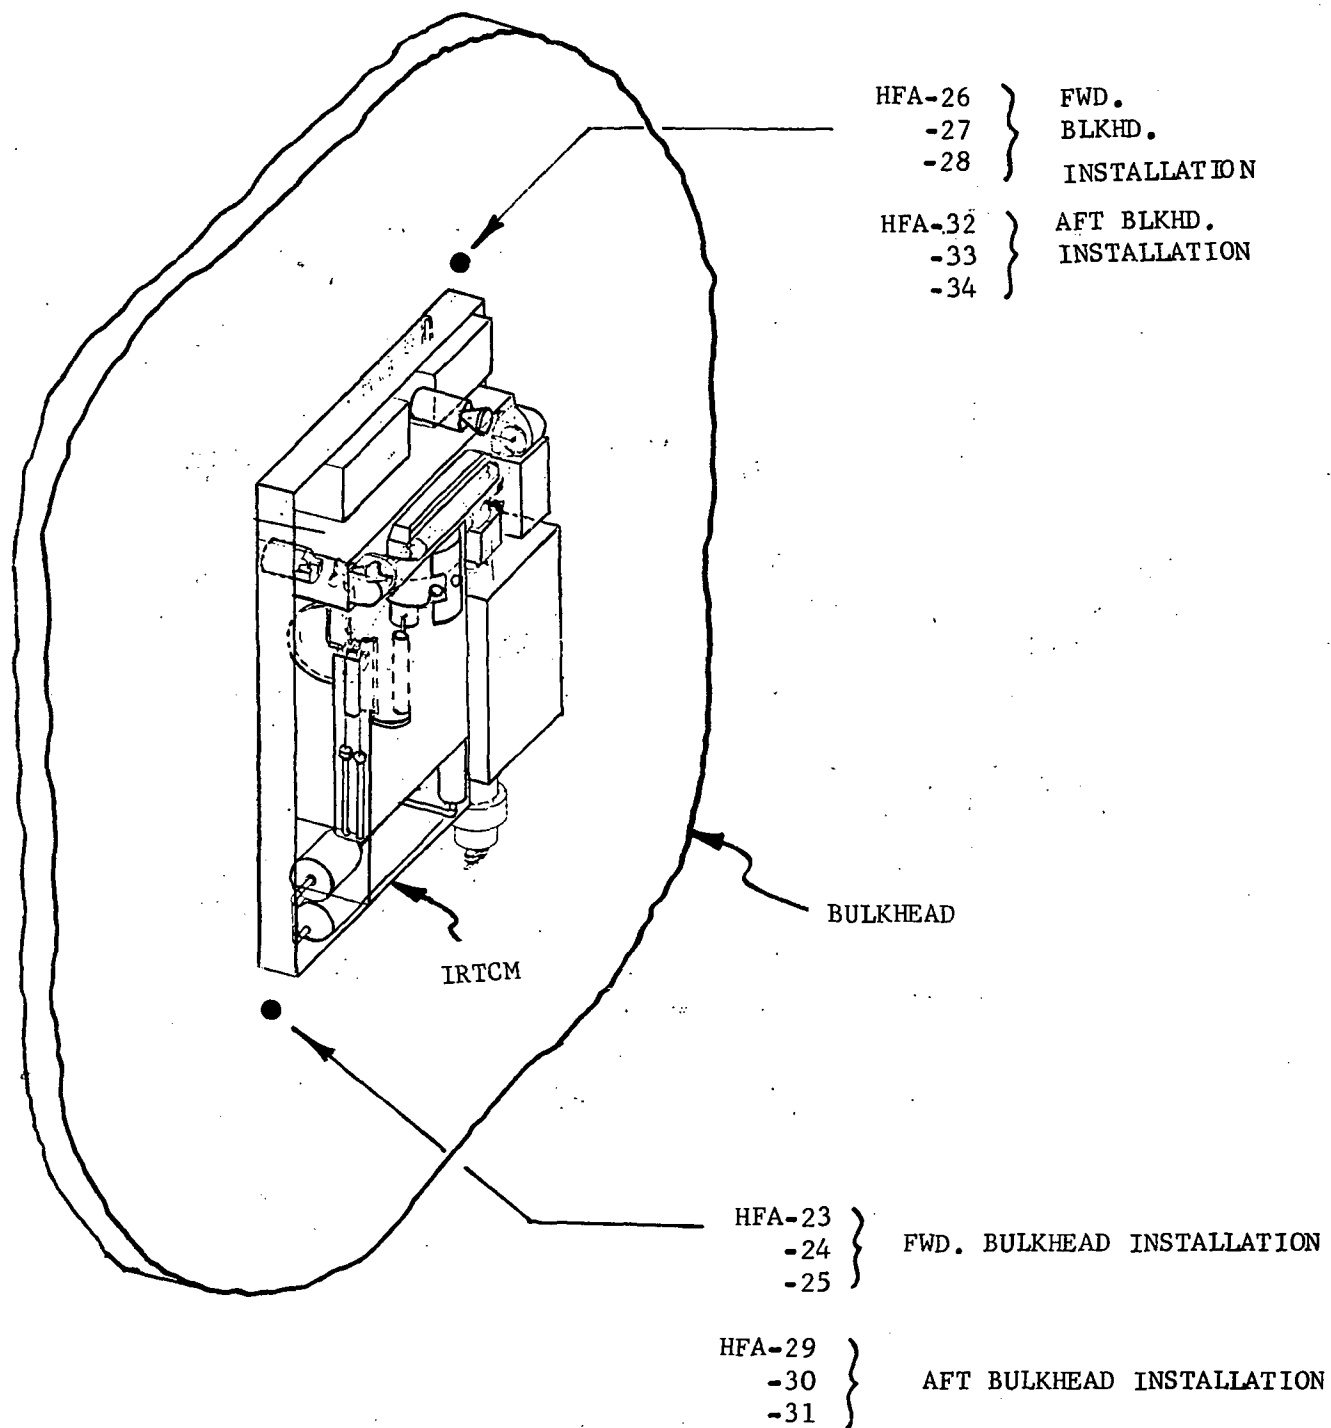 HFA-26 } FWD.
-27 } BLKHD.
-28 } INSTALLATION
HFA-32 } AFT BLKHD.
-33 } INSTALLATION
-34 }
BULKHEAD
IRTCM
HFA-23 }
-24 } FWD. BULKHEAD INSTALLATION
-25 }
HFA-29 }
-30 } AFT BULKHEAD INSTALLATION
-31 }